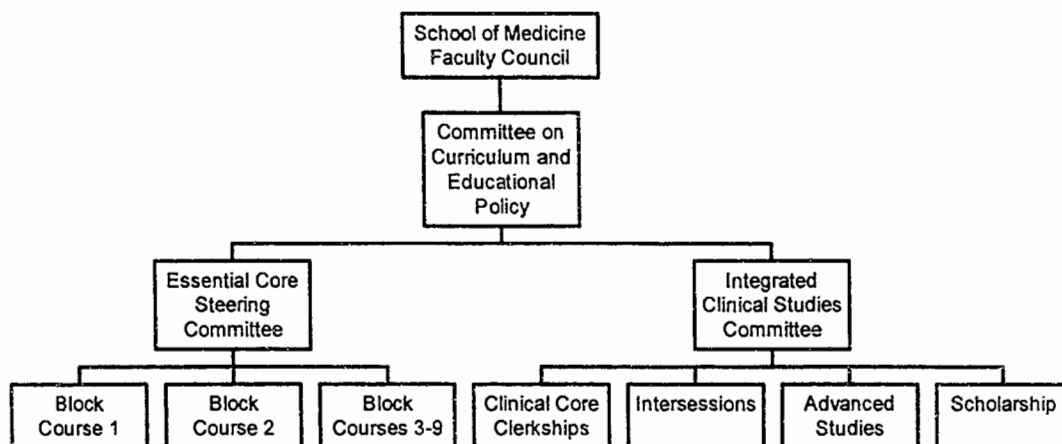 School of Medicine
Faculty Council
Committee on
Curriculum and
Educational
Policy
Essential Core
Steering
Committee
Integrated
Clinical Studies
Committee
Block
Course 1
Block
Course 2
Block
Courses 3-9
Clinical Core
Clerkships
Intersessions
Advanced
Studies
Scholarship